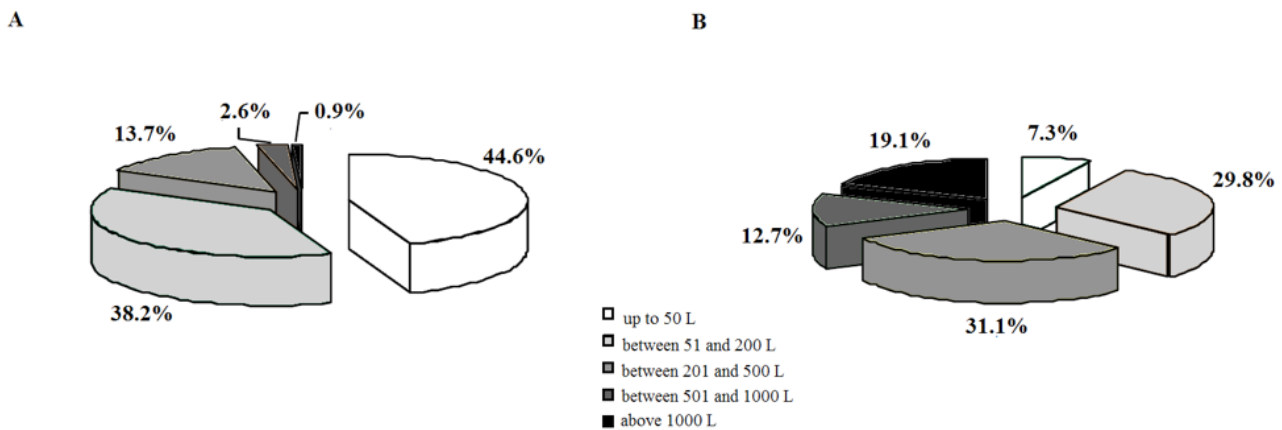 A
B
2.6%
0.9%
13.7%
44.6%
38.2%
19.1%
7.3%
29.8%
12.7%
31.1%
up to 50 L
between 51 and 200 L
between 201 and 500 L
between 501 and 1000 L
above 1000 L